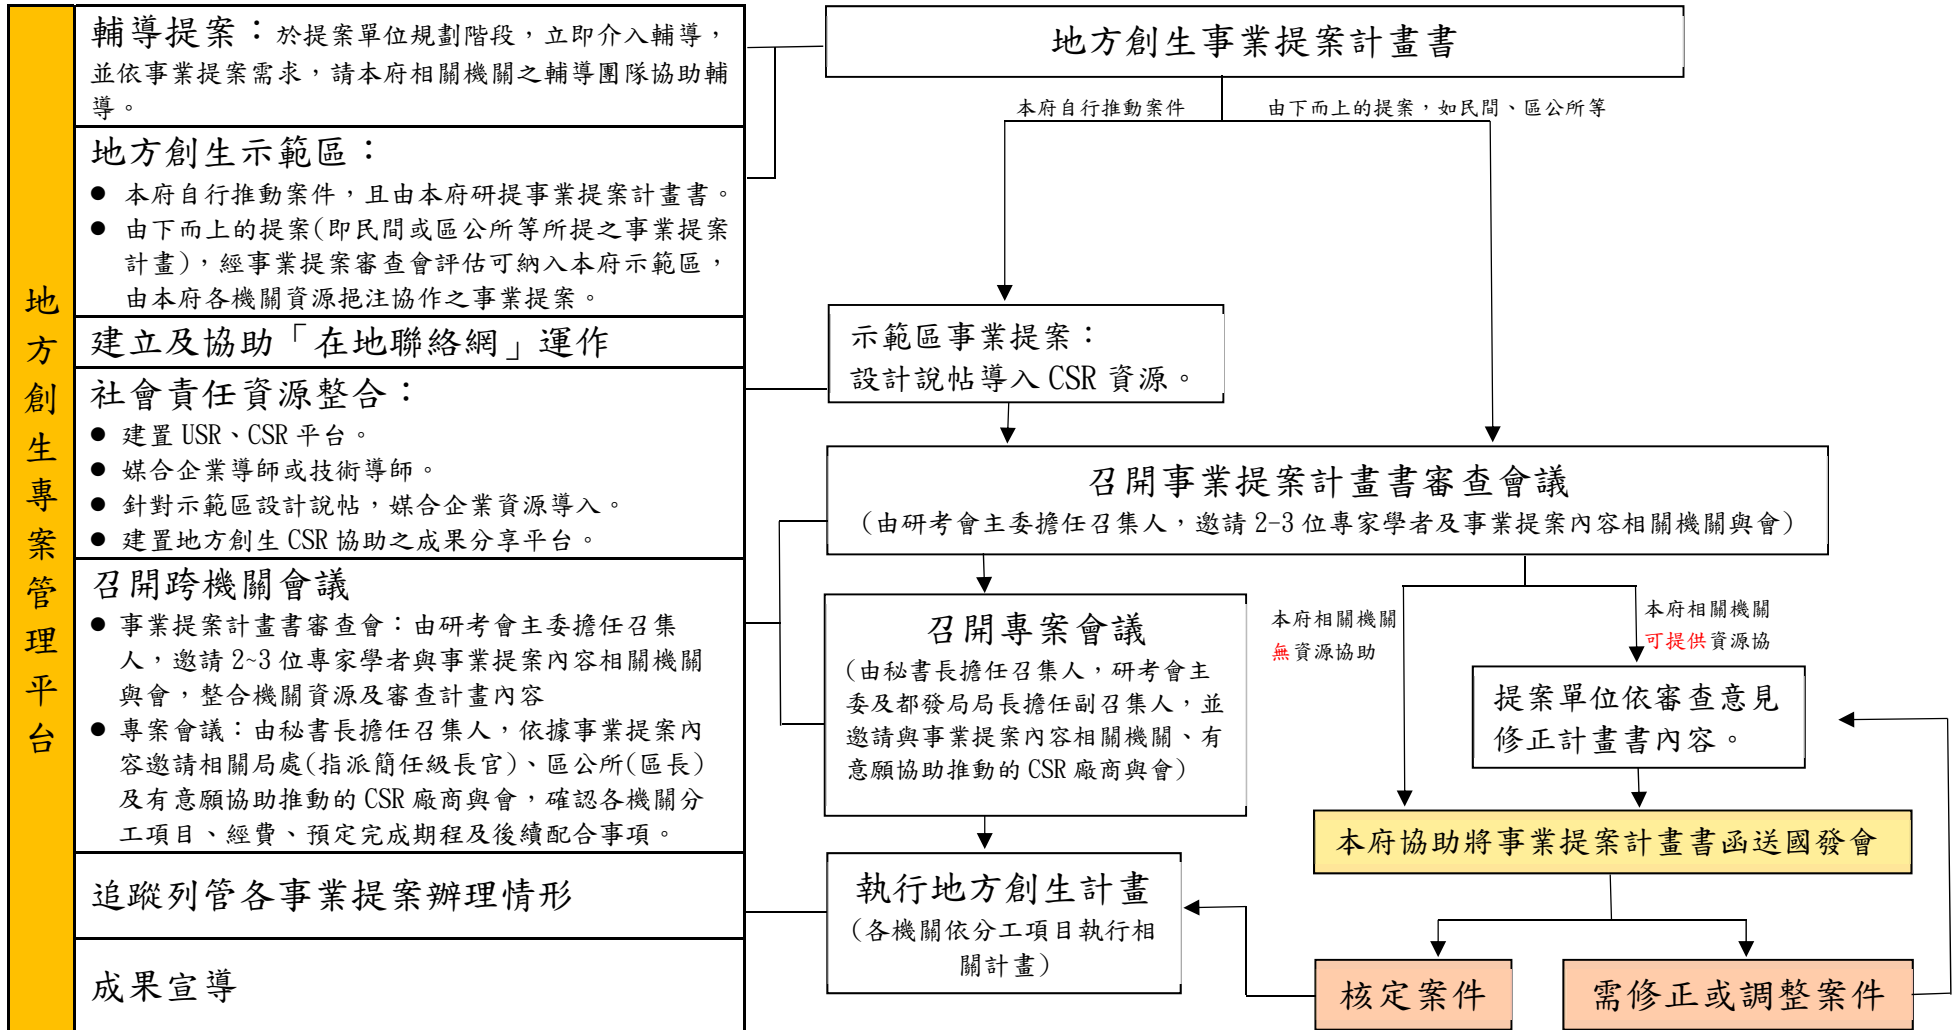 地方創生專案管理平台
輔導提案：於提案單位規劃階段，立即介入輔導，
並依事業提案需求，請本府相關機關之輔導團隊協助輔
導。
地方創生示範區：
● 本府自行推動案件，且由本府研提事業提案計畫書。
● 由下而上的提案(即民間或區公所等所提之事業提案
計畫)，經事業提案審查會評估可納入本府示範區，
由本府各機關資源挹注協作之事業提案。
建立及協助「在地聯絡網」運作
社會責任資源整合：
● 建置 USR、CSR 平台。
● 媒合企業導師或技術導師。
● 針對示範區設計說帖，媒合企業資源導入。
● 建置地方創生 CSR 協助之成果分享平台。
召開跨機關會議
● 事業提案計畫書審查會：由研考會主委擔任召集
人，邀請 2~3 位專家學者與事業提案內容相關機關
與會，整合機關資源及審查計畫內容
● 專案會議：由秘書長擔任召集人，依據事業提案內
容邀請相關局處(指派簡任級長官)、區公所(區長)
及有意願協助推動的 CSR 廠商與會，確認各機關分
工項目、經費、預定完成期程及後續配合事項。
追蹤列管各事業提案辦理情形
成果宣導
地方創生事業提案計畫書
本府自行推動案件
由下而上的提案，如民間、區公所等
示範區事業提案：
設計說帖導入 CSR 資源。
召開事業提案計畫書審查會議
(由研考會主委擔任召集人，邀請 2-3 位專家學者及事業提案內容相關機關與會)
召開專案會議
(由秘書長擔任召集人，研考會主
委及都發局局長擔任副召集人，並
邀請與事業提案內容相關機關、有
意願協助推動的 CSR 廠商與會)
本府相關機關
無資源協助
本府相關機關
可提供資源協
提案單位依審查意見
修正計畫書內容。
本府協助將事業提案計畫書函送國發會
執行地方創生計畫
(各機關依分工項目執行相
關計畫)
核定案件
需修正或調整案件